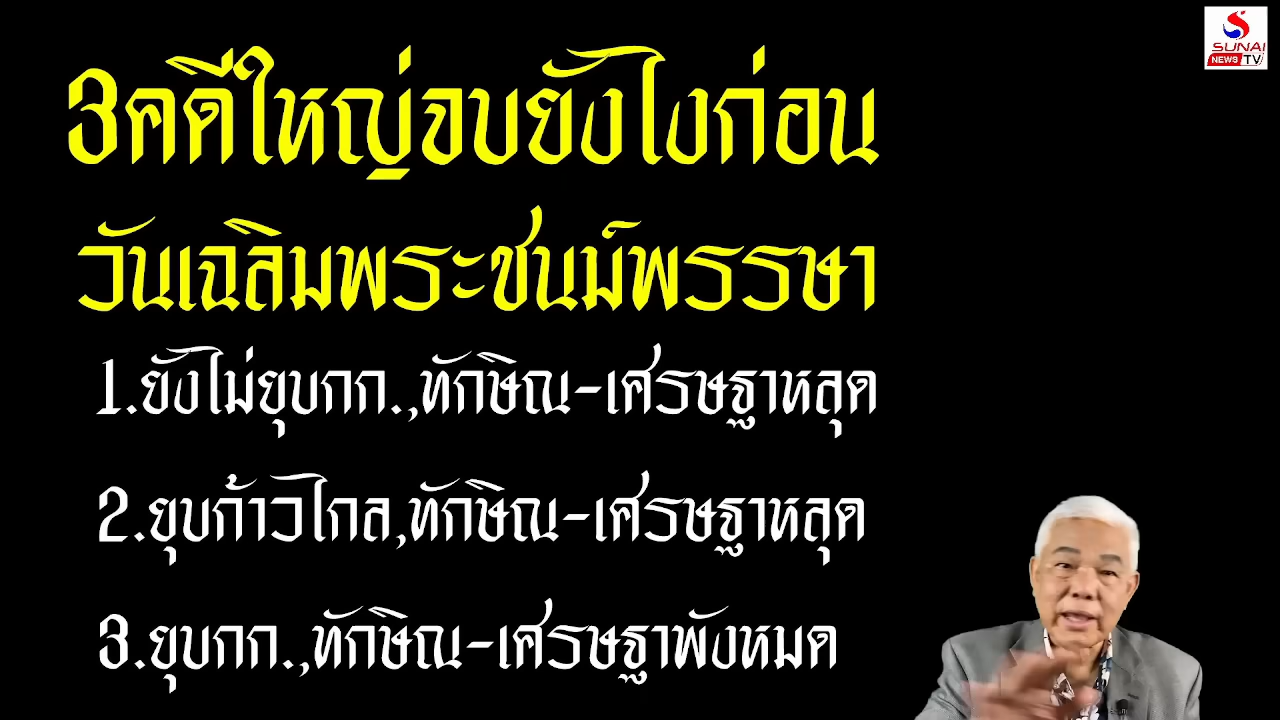 SUNAI
NEWS TV
3คดีใหญ่จบยังไงก่อน
วันเฉลิมพระชนม์พรรษา
1.ยังไม่ยุบกก.,ทักษิณ-เศรษฐาหลุด
2.ยุบก้าวไกล,ทักษิณ-เศรษฐาหลุด
3.ยุบกก.,ทักษิณ-เศรษฐาพังหมด